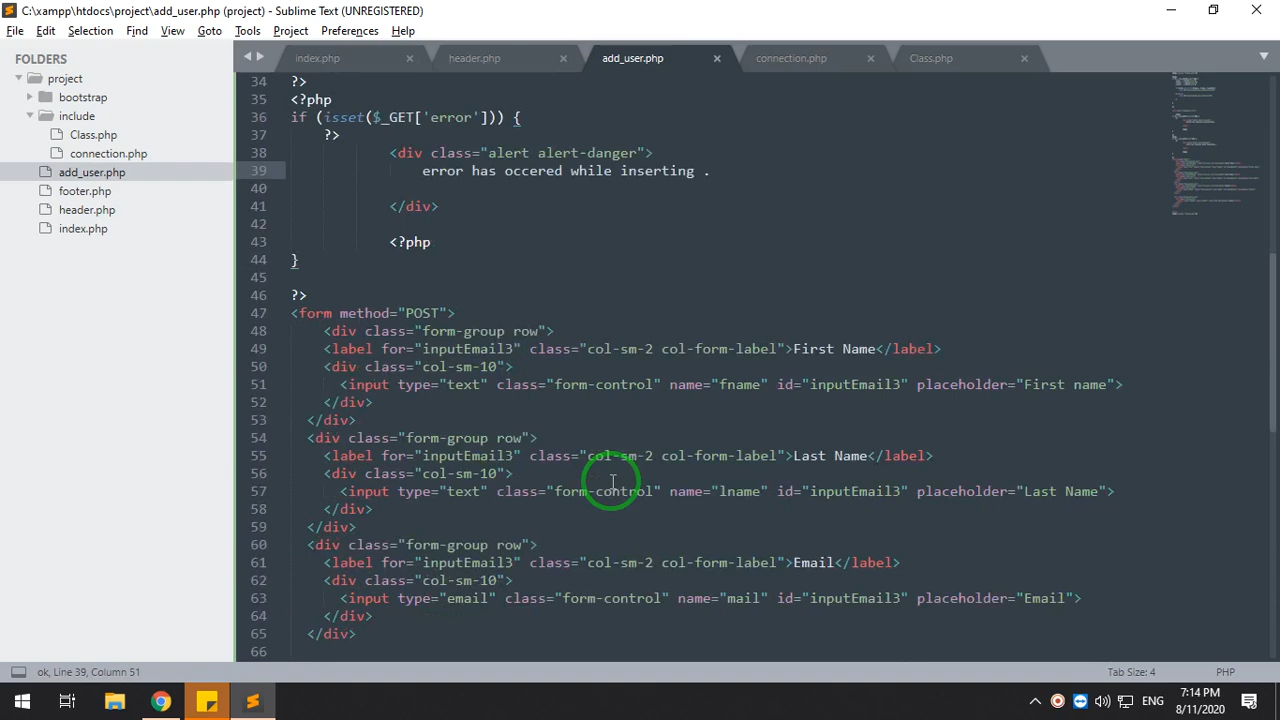 C:\xampp\htdocs\project\add_user.php (project) - Sublime Text (UNREGISTERED)
File Edit Selection Find View Goto Tools Project Preferences Help
FOLDERS
project
bootstrap
include
Class.php
connection.php
add_user.php
footer.php
header.php
index.php
index.php header.php add_user.php connection.php Class.php
34 ?>
35 <?php
36 if (isset($_GET['error'])) {
37 ?>
38 <div class="alert alert-danger">
39 error has occered while inserting .
40
41 </div>
42
43 <?php
44 }
45
46 ?>
47 <form method="POST">
48 <div class="form-group row">
49 <label for="inputEmail3" class="col-sm-2 col-form-label">First Name</label>
50 <div class="col-sm-10">
51 <input type="text" class="form-control" name="fname" id="inputEmail3" placeholder="First name">
52 </div>
53 </div>
54 <div class="form-group row">
55 <label for="inputEmail3" class="col-sm-2 col-form-label">Last Name</label>
56 <div class="col-sm-10">
57 <input type="text" class="form-control" name="lname" id="inputEmail3" placeholder="Last Name">
58 </div>
59 </div>
60 <div class="form-group row">
61 <label for="inputEmail3" class="col-sm-2 col-form-label">Email</label>
62 <div class="col-sm-10">
63 <input type="email" class="form-control" name="mail" id="inputEmail3" placeholder="Email">
64 </div>
65 </div>
66
ok, Line 39, Column 51 Tab Size: 4 PHP
ENG
7:14 PM
8/11/2020